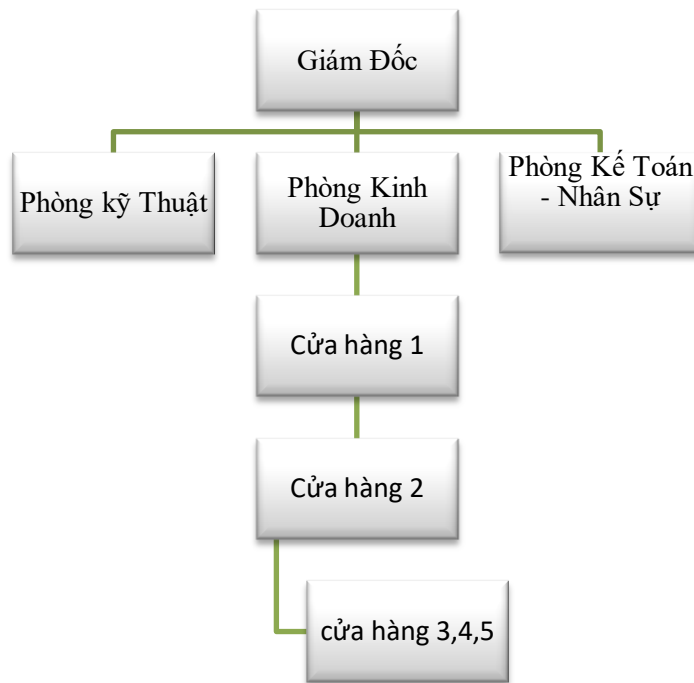 Giám Đốc
Phòng kỹ Thuật
Phòng Kinh
Doanh
Phòng Kế Toán
- Nhân Sự
Cửa hàng 1
Cửa hàng 2
cửa hàng 3,4,5